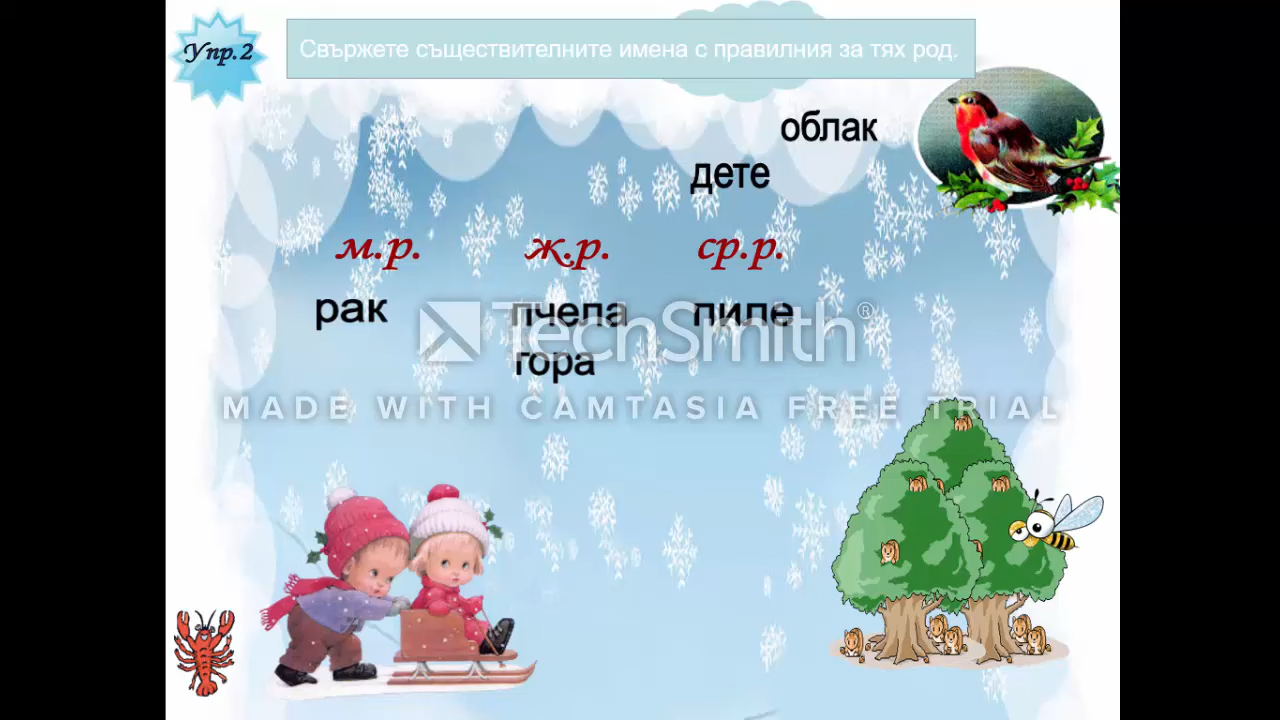 Упр.2
Свържете съществителните имена с правилния за тях род.
облак
дете
м.р. ж.р. ср.р.
рак пчела пиле
гора
TechSmith®
MADE WITH CAMTASIA FREE TRIAL